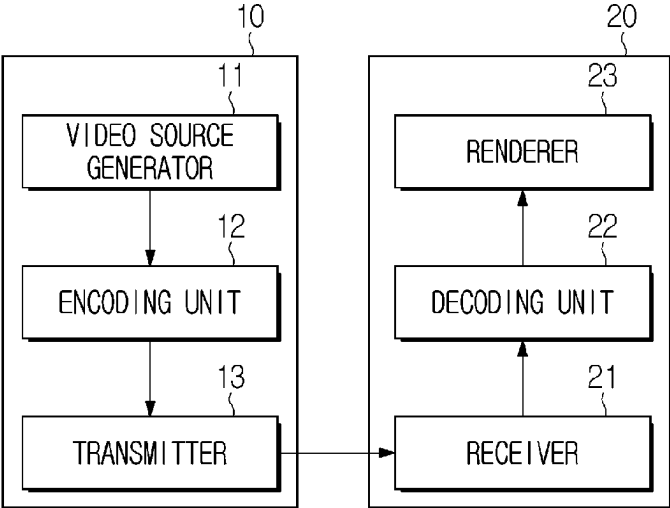 10
11
VIDEO SOURCE
GENERATOR
12
ENCODING UNIT
13
TRANSMITTER
20
23
RENDERER
22
DECODING UNIT
21
RECEIVER